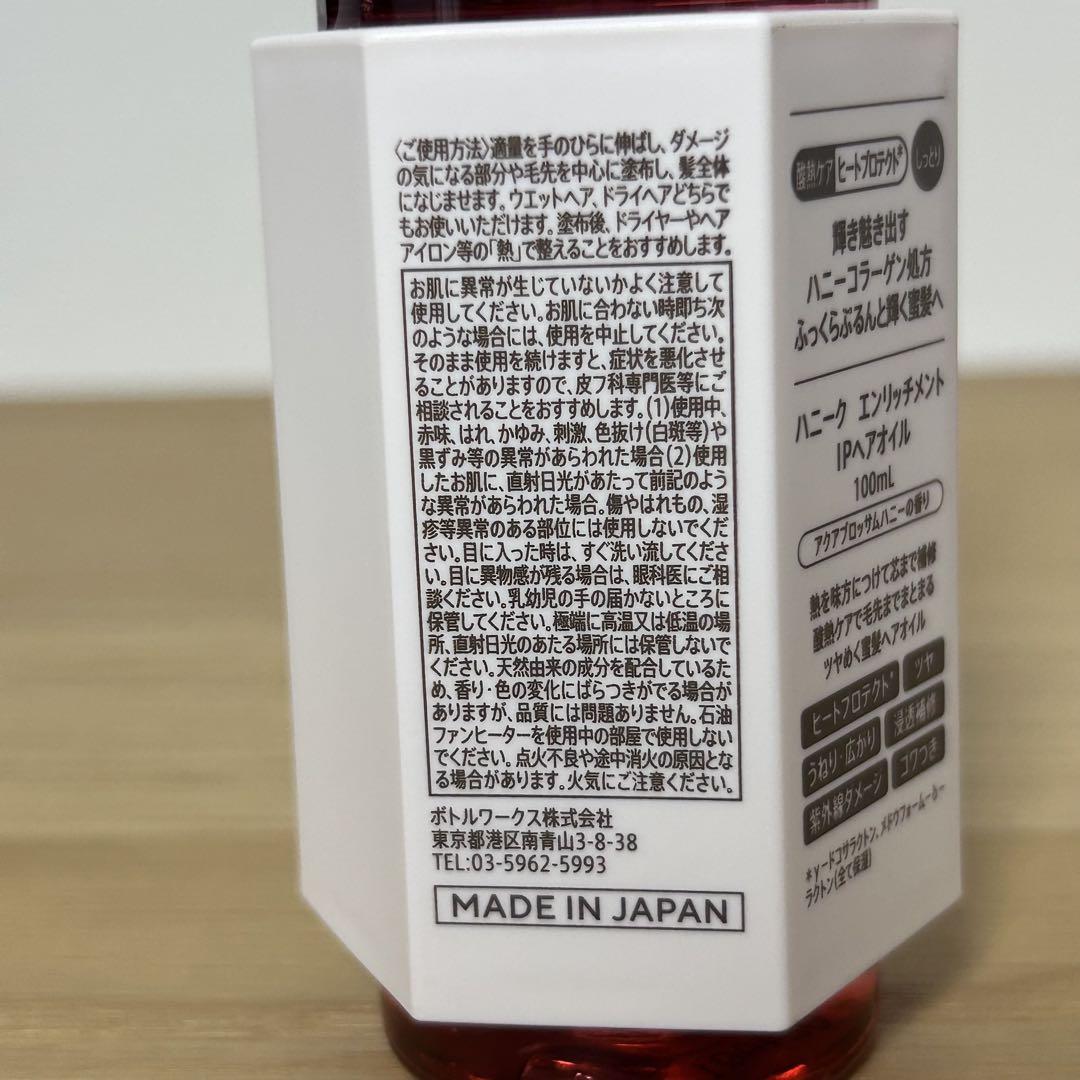 〈ご使用方法〉適量を手のひらに伸ばし、ダメージ
の気になる部分や毛先を中心に塗布し、髪全体
になじませます。ウエットヘア、ドライヘアどちらで
もお使いいただけます。塗布後、ドライヤーやヘア
アイロン等の「熱」で整えることをおすすめします。
お肌に異常が生じていないかよく注意して
使用してください。お肌に合わない時即ち次
のような場合には、使用を中止してください。
そのまま使用を続けますと、症状を悪化させ
ることがありますので、皮フ科専門医等にご
相談されることをおすすめします。(1)使用中、
赤味、はれ、かゆみ、刺激、色抜け(白斑等)や
黒ずみ等の異常があらわれた場合(2)使用
したお肌に、直射日光があたって前記のよう
な異常があらわれた場合。傷やはれもの、湿
疹等異常のある部位には使用しないでくだ
さい。目に入った時は、すぐ洗い流してくださ
い。目に異物感が残る場合は、眼科医にご相
談ください。乳幼児の手の届かないところに
保管してください。極端に高温又は低温の場
所、直射日光のあたる場所には保管しないで
ください。天然由来の成分を配合しているた
め、香り・色の変化にばらつきがでる場合が
ありますが、品質には問題ありません。石油
ファンヒーターを使用中の部屋で使用しない
でください。点火不良や途中消火の原因とな
る場合があります。火気にご注意ください。
ボトルワークス株式会社
東京都港区南青山3-8-38
TEL:03-5962-5993
MADE IN JAPAN
酸熱ケア ヒートプロテクト* しっとり
輝き魅き出す
ハニーコラーゲン処方
ふっくらぷるんと輝く蜜髪へ
ハニーク エンリッチメント
IPヘアオイル
100mL
アクアブロッサムハニーの香り
熱を味方につけて芯まで補修
酸熱ケアで毛先までまとまる
ツヤめく蜜髪ヘアオイル
ヒートプロテクト* ツヤ
うねり・広がり 浸透補修
紫外線ダメージ ゴワつき
*γードコサラクトン、メドウフォームーδー
ラクトン(全て保湿)